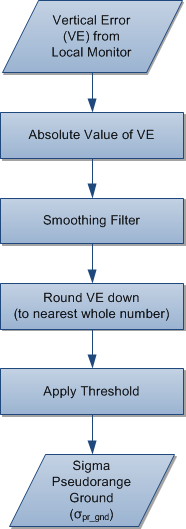 Vertical Error
(VE) from
Local Monitor
Absolute Value of VE
Smoothing Filter
Round VE down
(to nearest whole number)
Apply Threshold
Sigma
Pseudorange
Ground
(σpr_gnd)